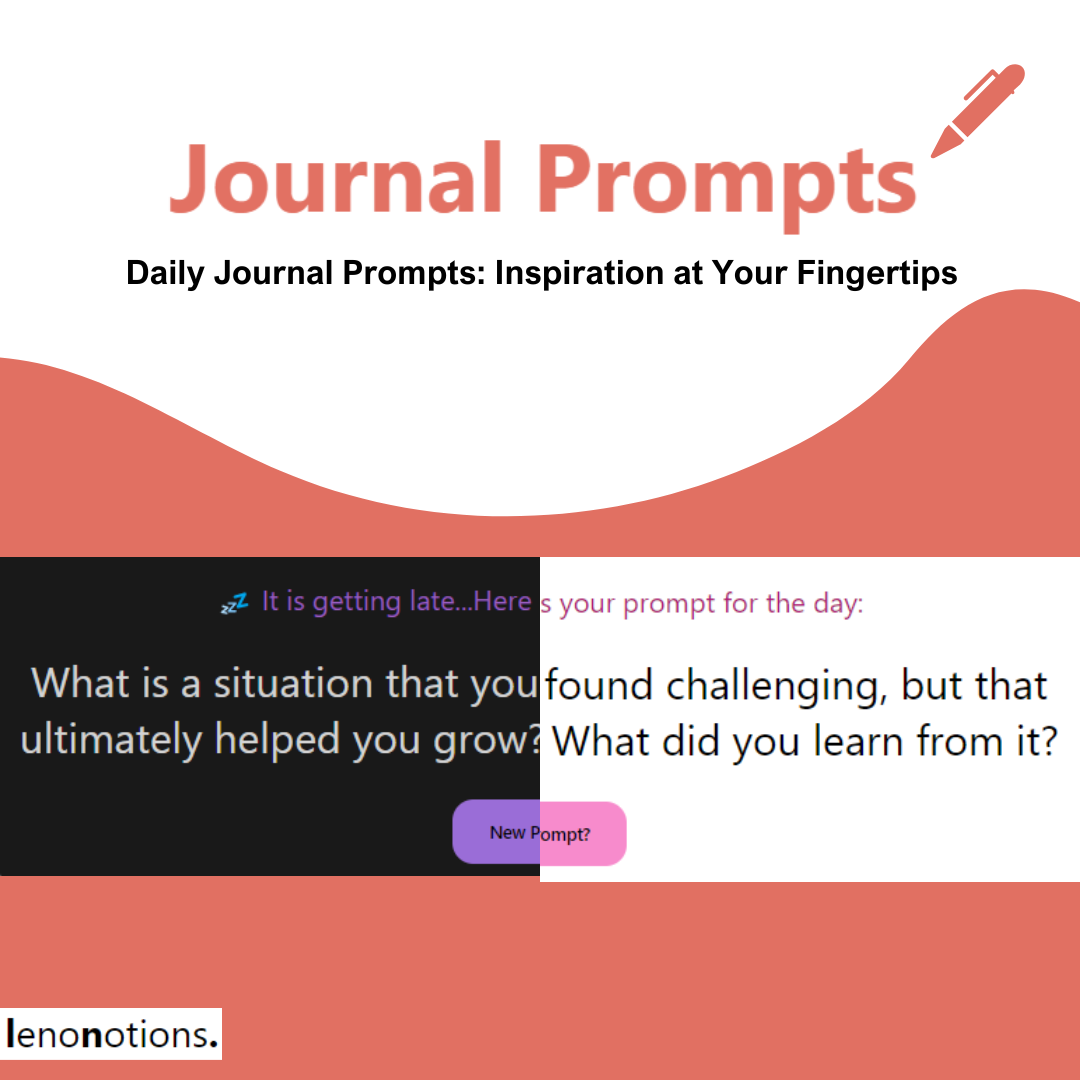 Journal Prompts
Daily Journal Prompts: Inspiration at Your Fingertips
💤 It is getting late...Here s your prompt for the day:
What is a situation that you found challenging, but that
ultimately helped you grow? What did you learn from it?
New Pompt?
lenonotions.